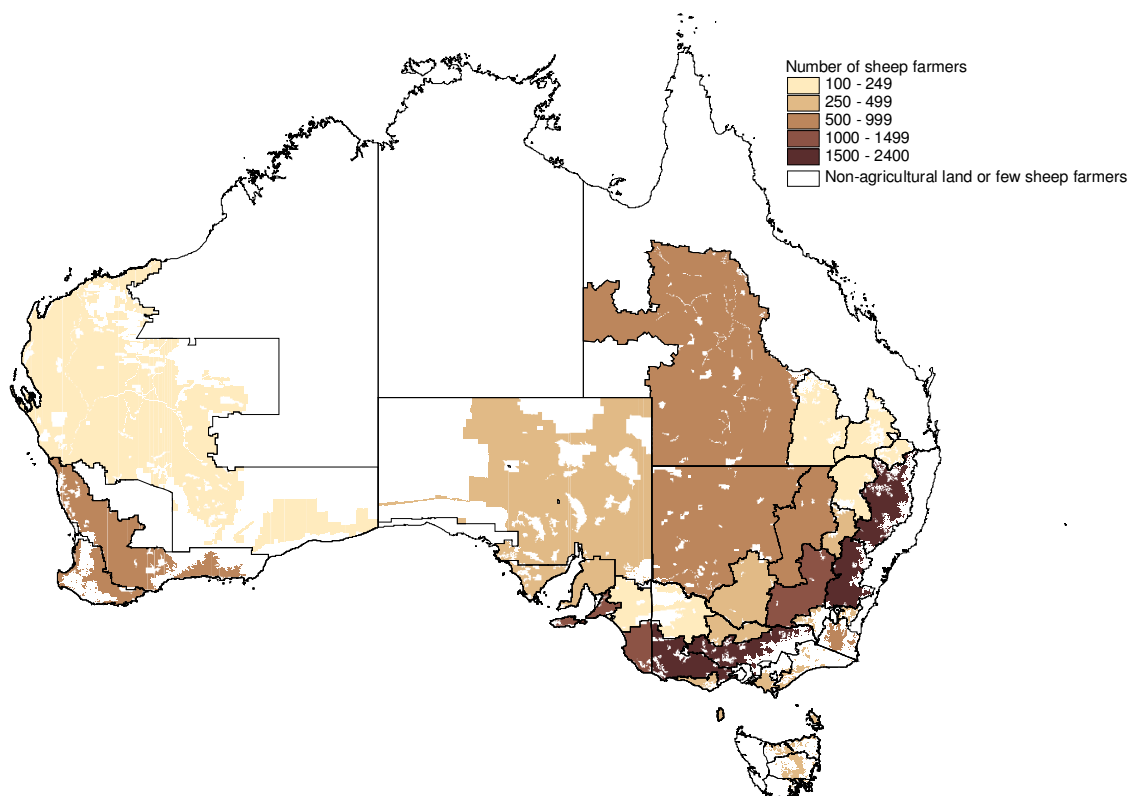 Number of sheep farmers
100 - 249
250 - 499
500 - 999
1000 - 1499
1500 - 2400
Non-agricultural land or few sheep farmers